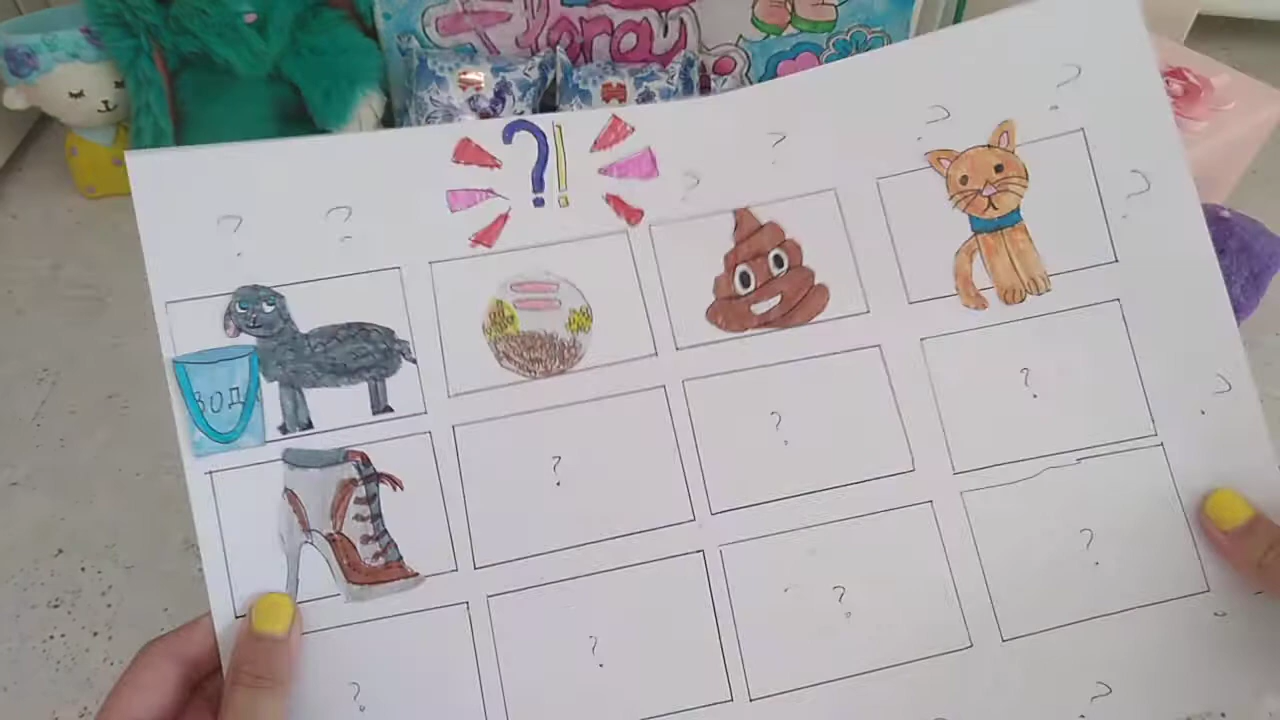 ?!
? ? ? ? ? ? ?
ВОДА
? ? ? ?
? ? ? ?
?